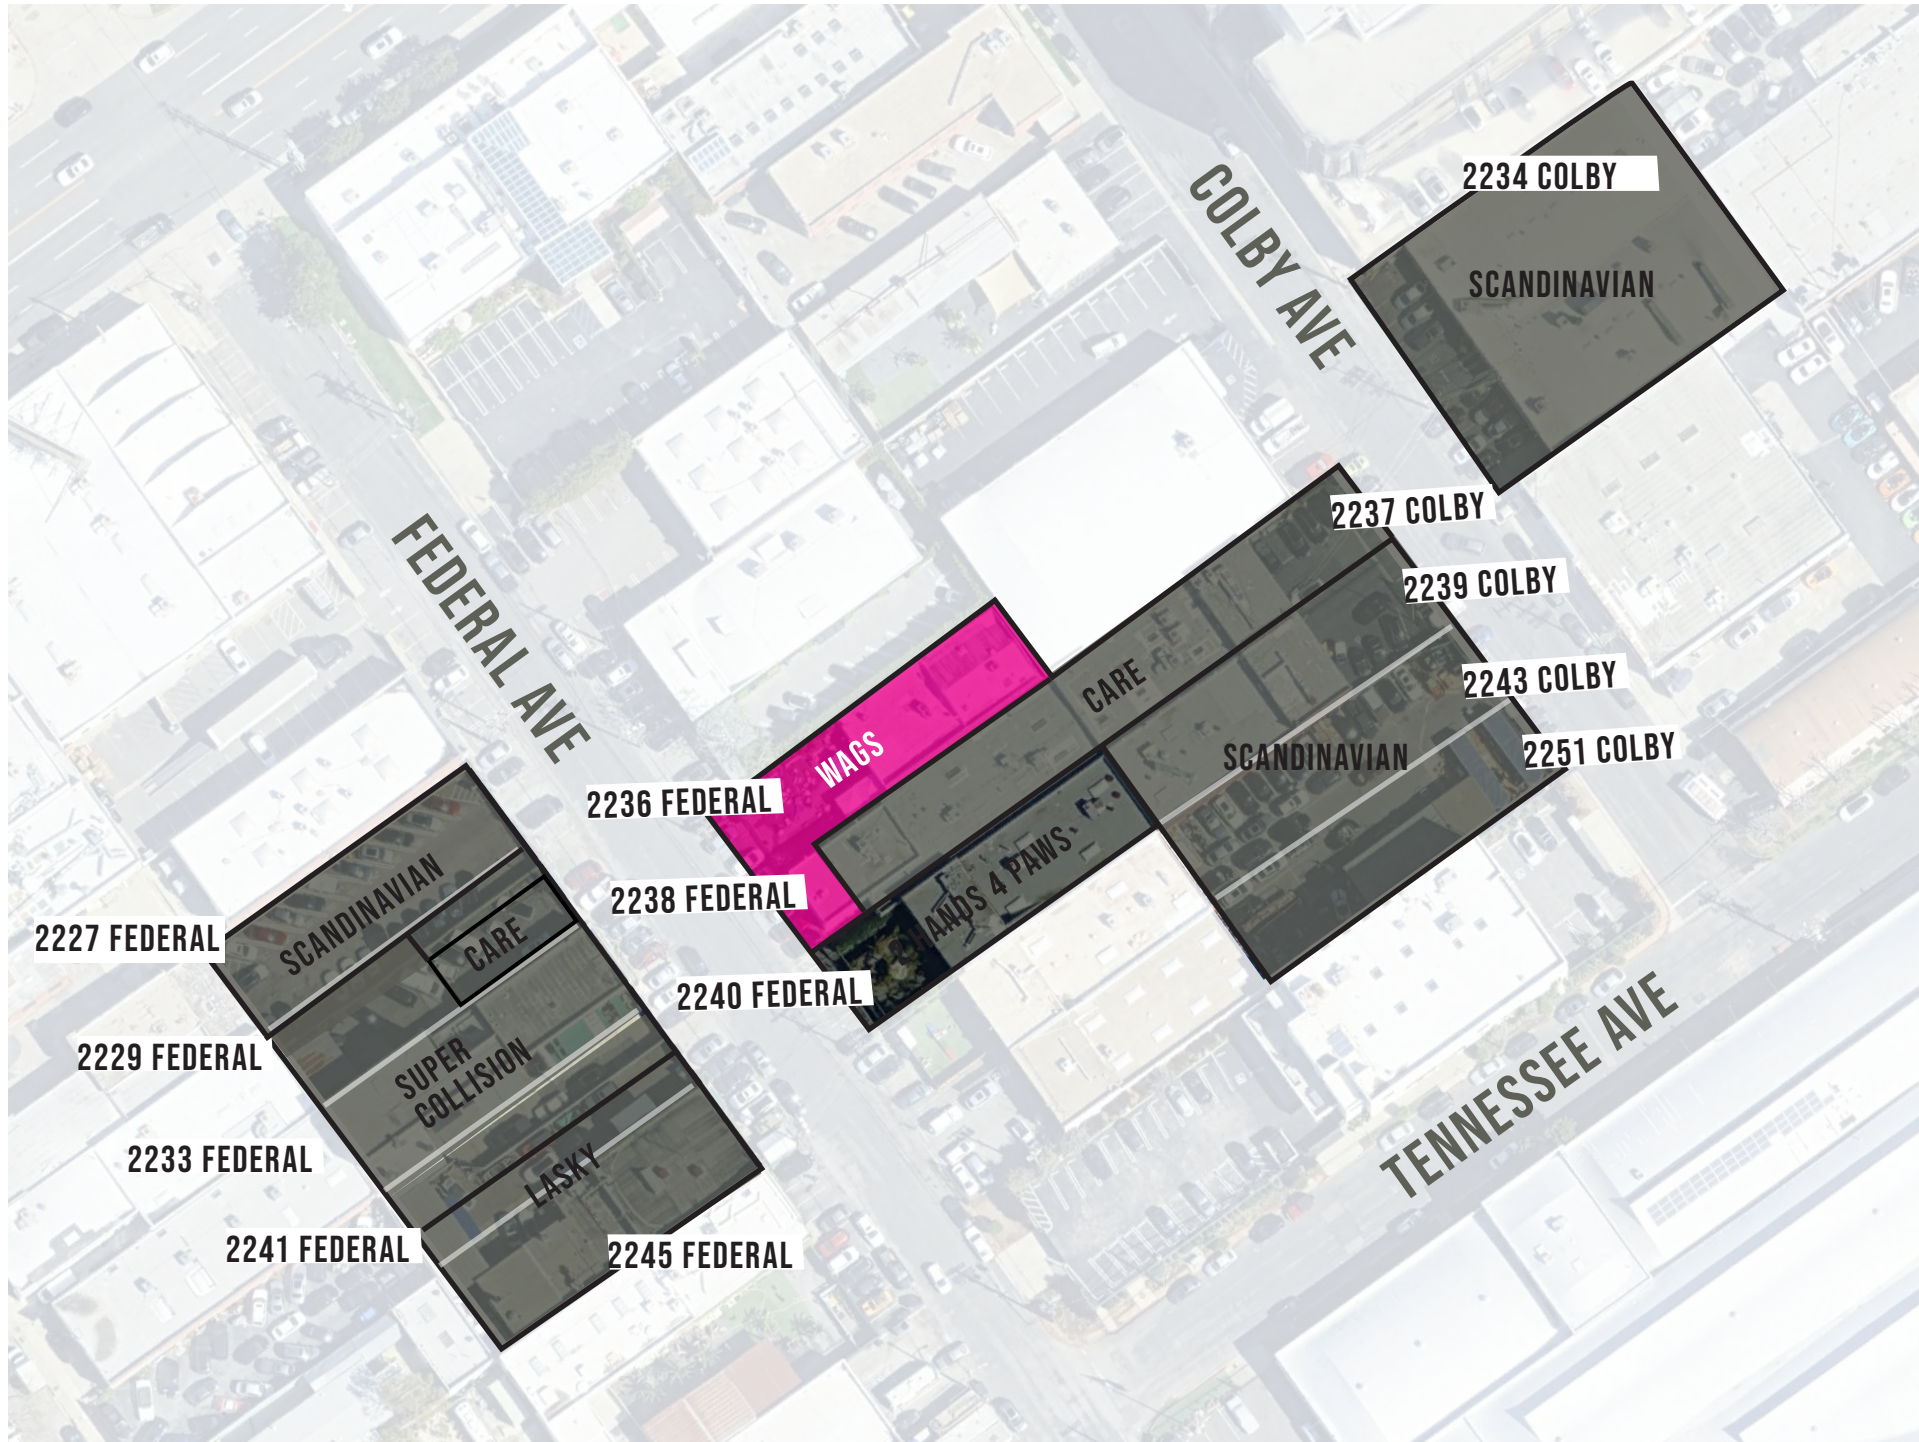 2234 COLBY
SCANDINAVIAN
COLBY AVE
2237 COLBY
2239 COLBY
2243 COLBY
2251 COLBY
CARE
SCANDINAVIAN
FEDERAL AVE
WAGS
2236 FEDERAL
2238 FEDERAL
HANDS 4 PAWS
2240 FEDERAL
SCANDINAVIAN
2227 FEDERAL
CARE
2229 FEDERAL
SUPER
COLLISION
2233 FEDERAL
LASKY
2241 FEDERAL
2245 FEDERAL
TENNESSEE AVE